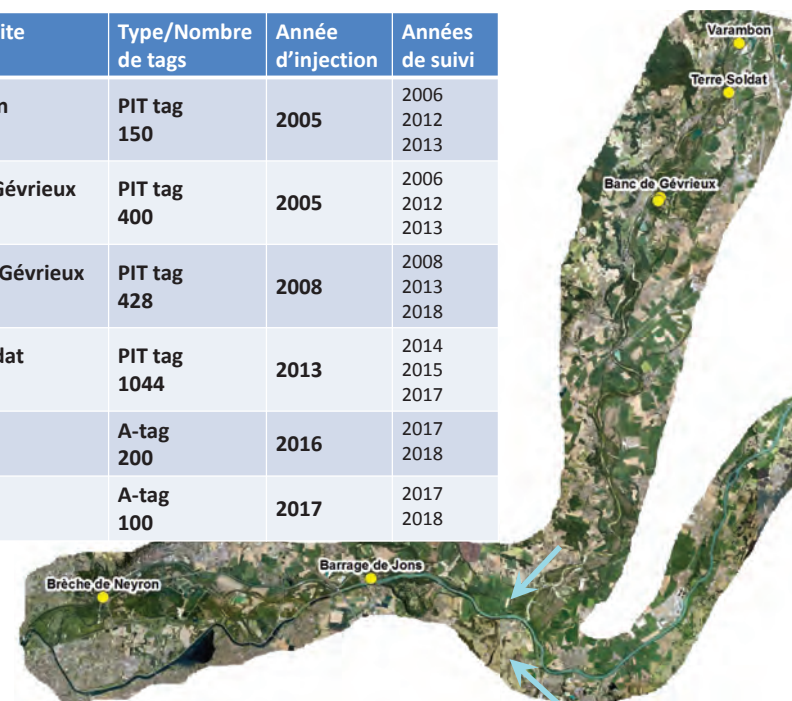 ite Type/Nombre de tags Année d'injection Années de suivi
n PIT tag 150 2005 2006 2012 2013
Gévrieux PIT tag 400 2005 2006 2012 2013
Gévrieux PIT tag 428 2008 2008 2013 2018
dat PIT tag 1044 2013 2014 2015 2017
A-tag 200 2016 2017 2018
A-tag 100 2017 2017 2018
Varambon
Terre Soldat
Banc de Gévrieux
Barrage de Jons
Brèche de Neyron